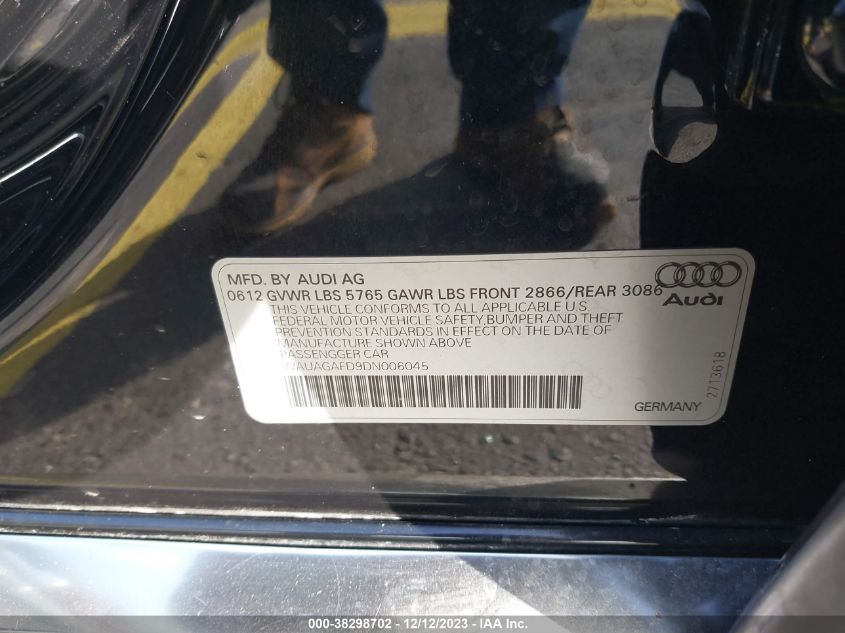 MFD. BY AUDI AG
0612 GVWR LBS 5765 GAWR LBS FRONT 2866/REAR 3086
THIS VEHICLE CONFORMS TO ALL APPLICABLE U.S.
FEDERAL MOTOR VEHICLE SAFETY, BUMPER AND THEFT
PREVENTION STANDARDS IN EFFECT ON THE DATE OF
MANUFACTURE SHOWN ABOVE
PASSENGGER CAR
WAUAGAFD9DN006045
Audi
2713618
GERMANY
000-38298702 - 12/12/2023 - © IAA Inc.